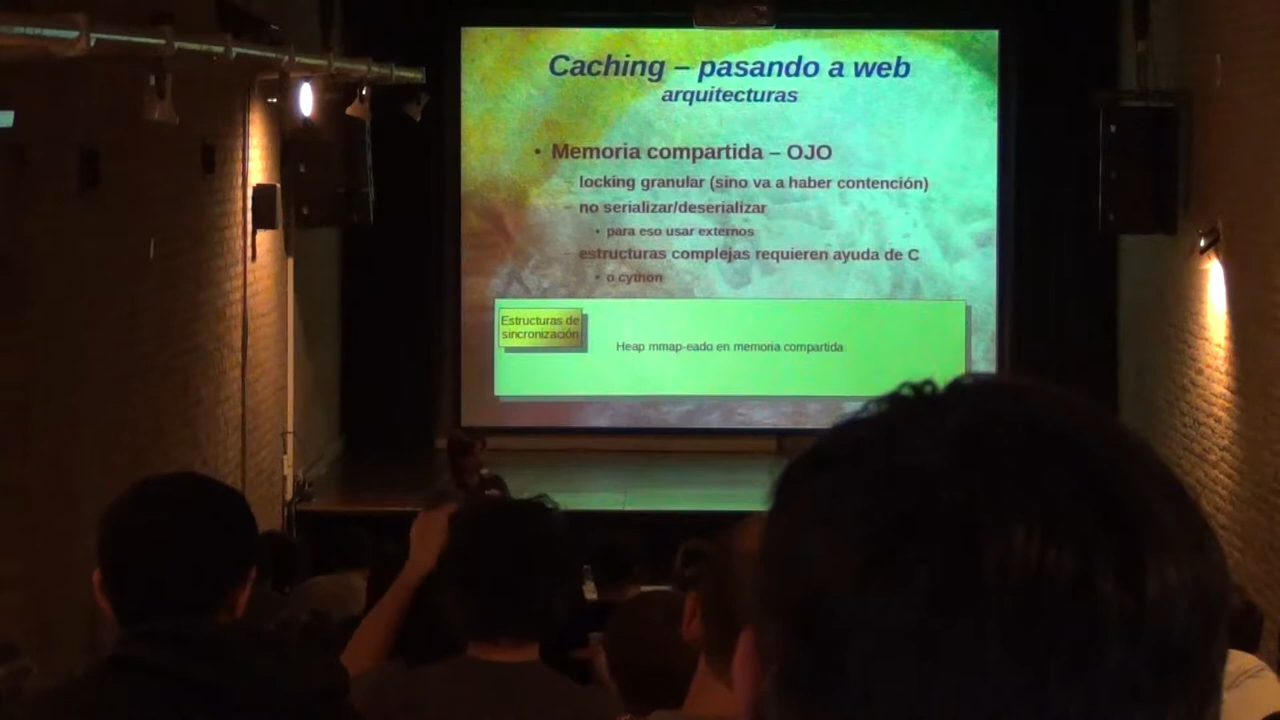 Caching – pasando a web
arquitecturas
• Memoria compartida – OJO
– locking granular (sino va a haber contención)
– no serializar/deserializar
• para eso usar externos
– estructuras complejas requieren ayuda de C
• o cython
Estructuras de
sincronización
Heap mmap-eado en memoria compartida